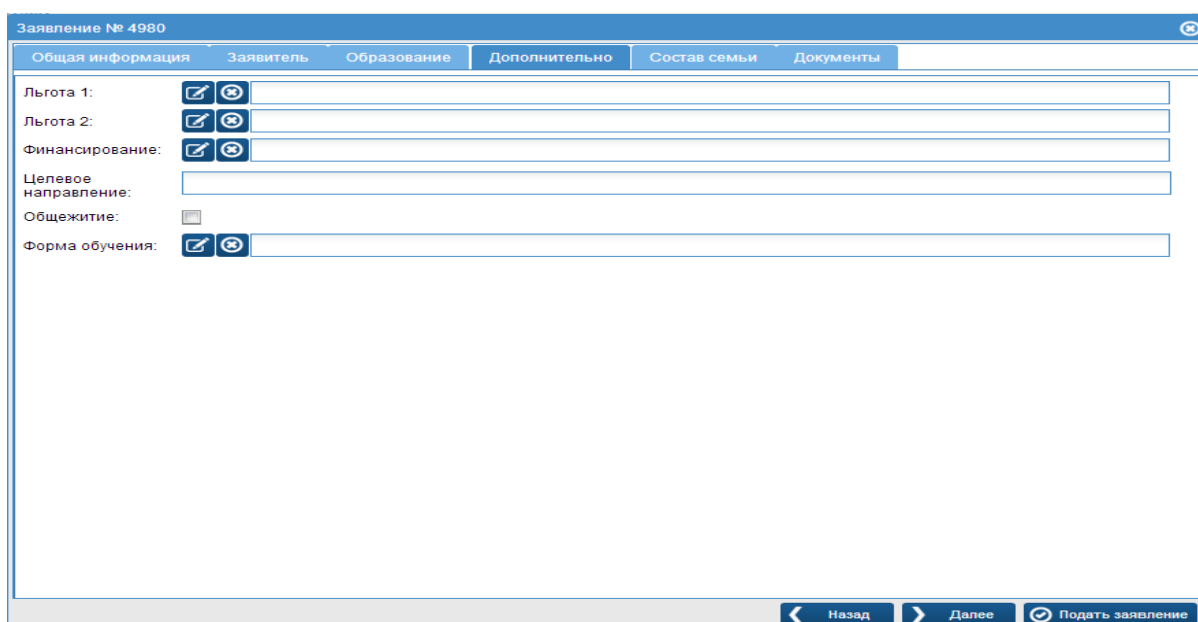 Заявление № 4980
Общая информация Заявитель Образование Дополнительно Состав семьи Документы
Льгота 1:
Льгота 2:
Финансирование:
Целевое
направление:
Общежитие:
Форма обучения:
Назад Далее Подать заявление